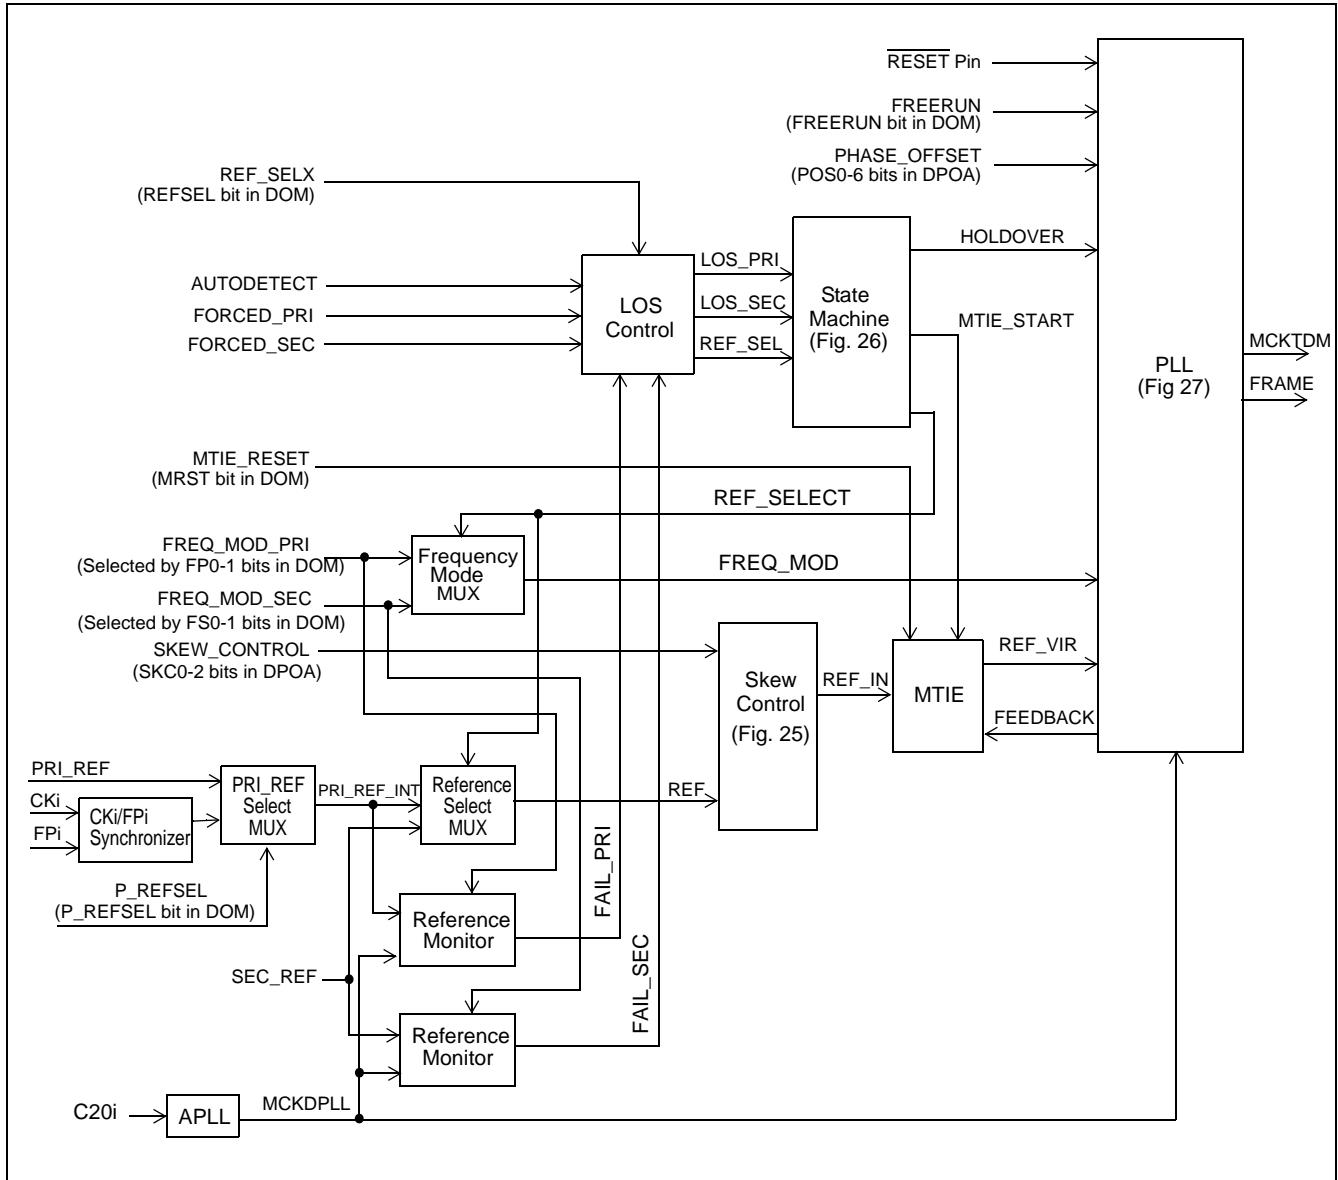 RESET Pin
FREERUN
(FREERUN bit in DOM)
PHASE_OFFSET
(POS0-6 bits in DPOA)
REF_SELX
(REFSEL bit in DOM)
AUTODETECT
FORCED_PRI
FORCED_SEC
LOS
Control
LOS_PRI
LOS_SEC
REF_SEL
State
Machine
(Fig. 26)
HOLDOVER
MTIE_START
PLL
(Fig 27)
MCKTDM
FRAME
MTIE_RESET
(MRST bit in DOM)
REF_SELECT
FREQ_MOD_PRI
(Selected by FP0-1 bits in DOM)
FREQ_MOD_SEC
(Selected by FS0-1 bits in DOM)
Frequency
Mode
MUX
FREQ_MOD
SKEW_CONTROL
(SKC0-2 bits in DPOA)
Skew
Control
(Fig. 25)
REF_IN
MTIE
REF_VIR
FEEDBACK
PRI_REF
CKi
FPi
CKi/FPi
Synchronizer
PRI_REF
Select
MUX
PRI_REF_INT
Reference
Select
MUX
REF
P_REFSEL
(P_REFSEL bit in DOM)
Reference
Monitor
FAIL_PRI
SEC_REF
Reference
Monitor
FAIL_SEC
C20i
APLL
MCKDPLL